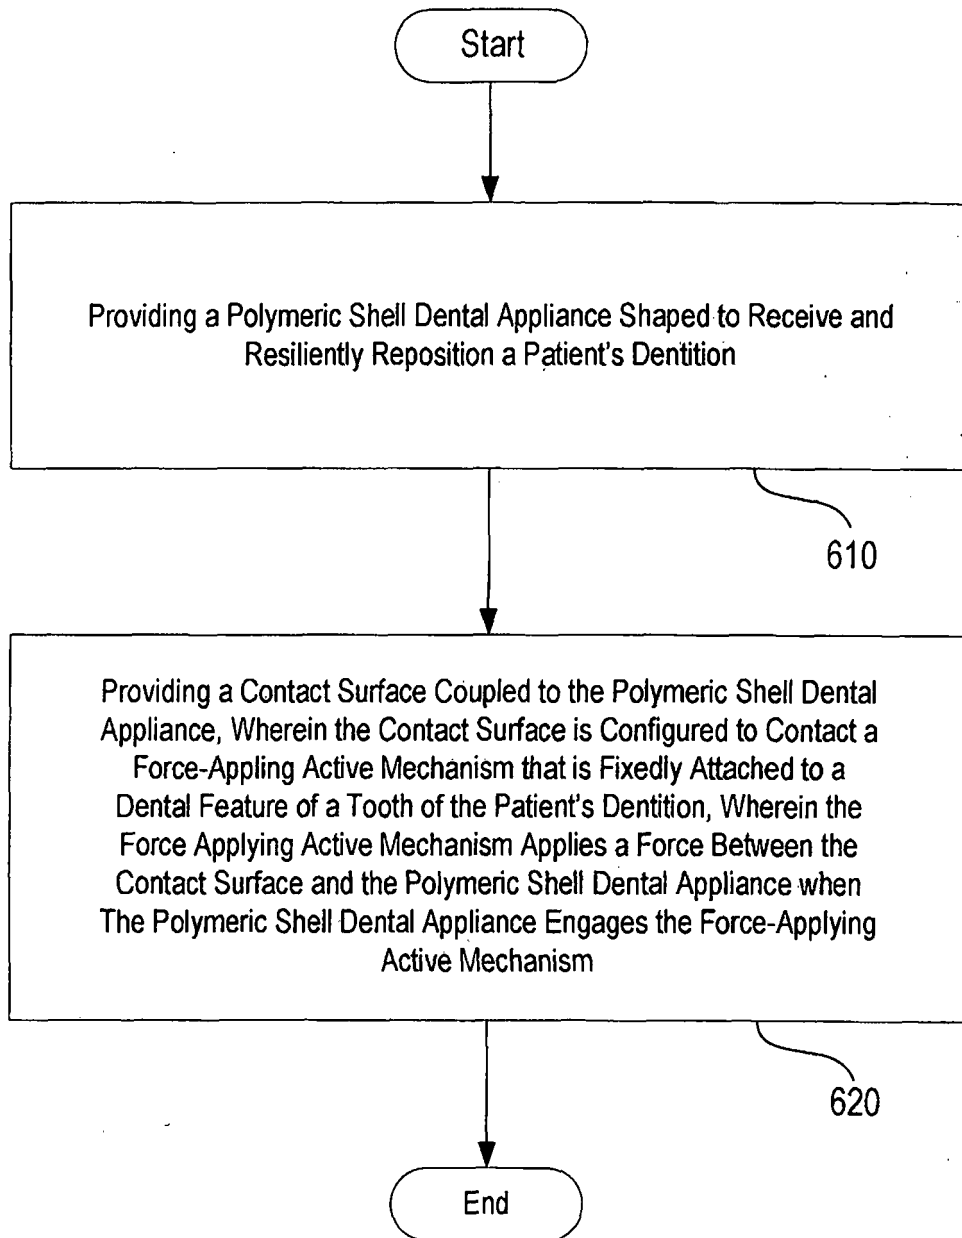 Start
Providing a Polymeric Shell Dental Appliance Shaped to Receive and
Resiliently Reposition a Patient's Dentition
610
Providing a Contact Surface Coupled to the Polymeric Shell Dental
Appliance, Wherein the Contact Surface is Configured to Contact a
Force-Appling Active Mechanism that is Fixedly Attached to a
Dental Feature of a Tooth of the Patient's Dentition, Wherein the
Force Applying Active Mechanism Applies a Force Between the
Contact Surface and the Polymeric Shell Dental Appliance when
The Polymeric Shell Dental Appliance Engages the Force-Applying
Active Mechanism
620
End